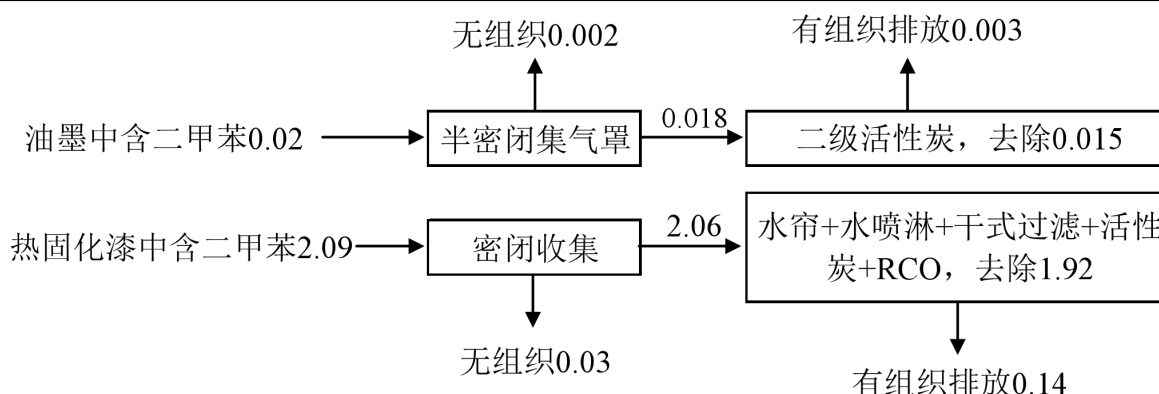 无组织0.002
有组织排放0.003
油墨中含二甲苯0.02
半密闭集气罩
0.018
二级活性炭，去除0.015
热固化漆中含二甲苯2.09
密闭收集
2.06
水帘+水喷淋+干式过滤+活性
炭+RCO，去除1.92
无组织0.03
有组织排放0.14